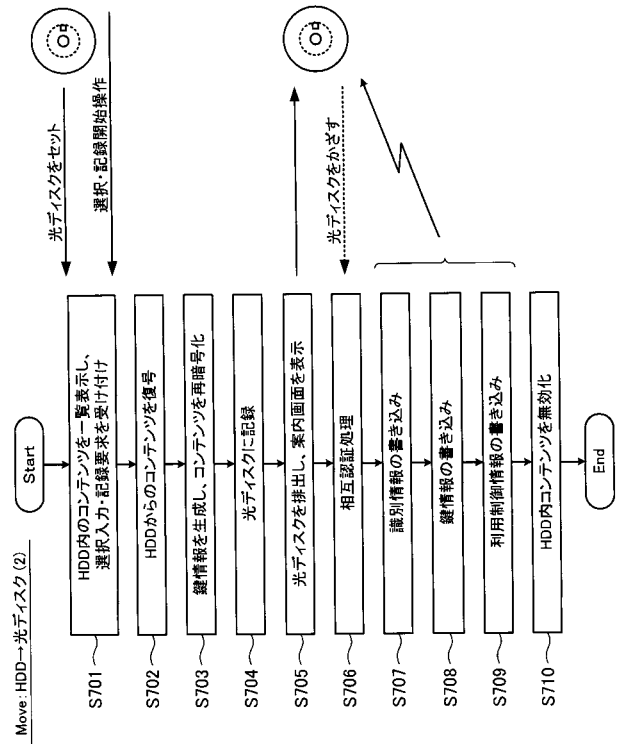 Move: HDD→光ディスク(2)
Start
光ディスクをセット
選択・記録開始操作
S701
HDD内のコンテンツを一覧表示し、
選択入力・記録要求を受け付け
S702
HDDからのコンテンツを復号
S703
鍵情報を生成し、コンテンツを再暗号化
S704
光ディスクに記録
S705
光ディスクを排出し、案内画面を表示
光ディスクをかざす
S706
相互認証処理
S707
識別情報の書き込み
S708
鍵情報の書き込み
S709
利用制御情報の書き込み
S710
HDD内コンテンツを無効化
End